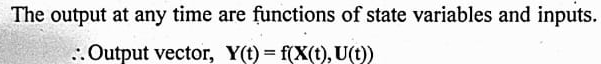 The output at any time are functions of state variables and inputs.
∴ Output vector, Y(t) = f(X(t), U(t))